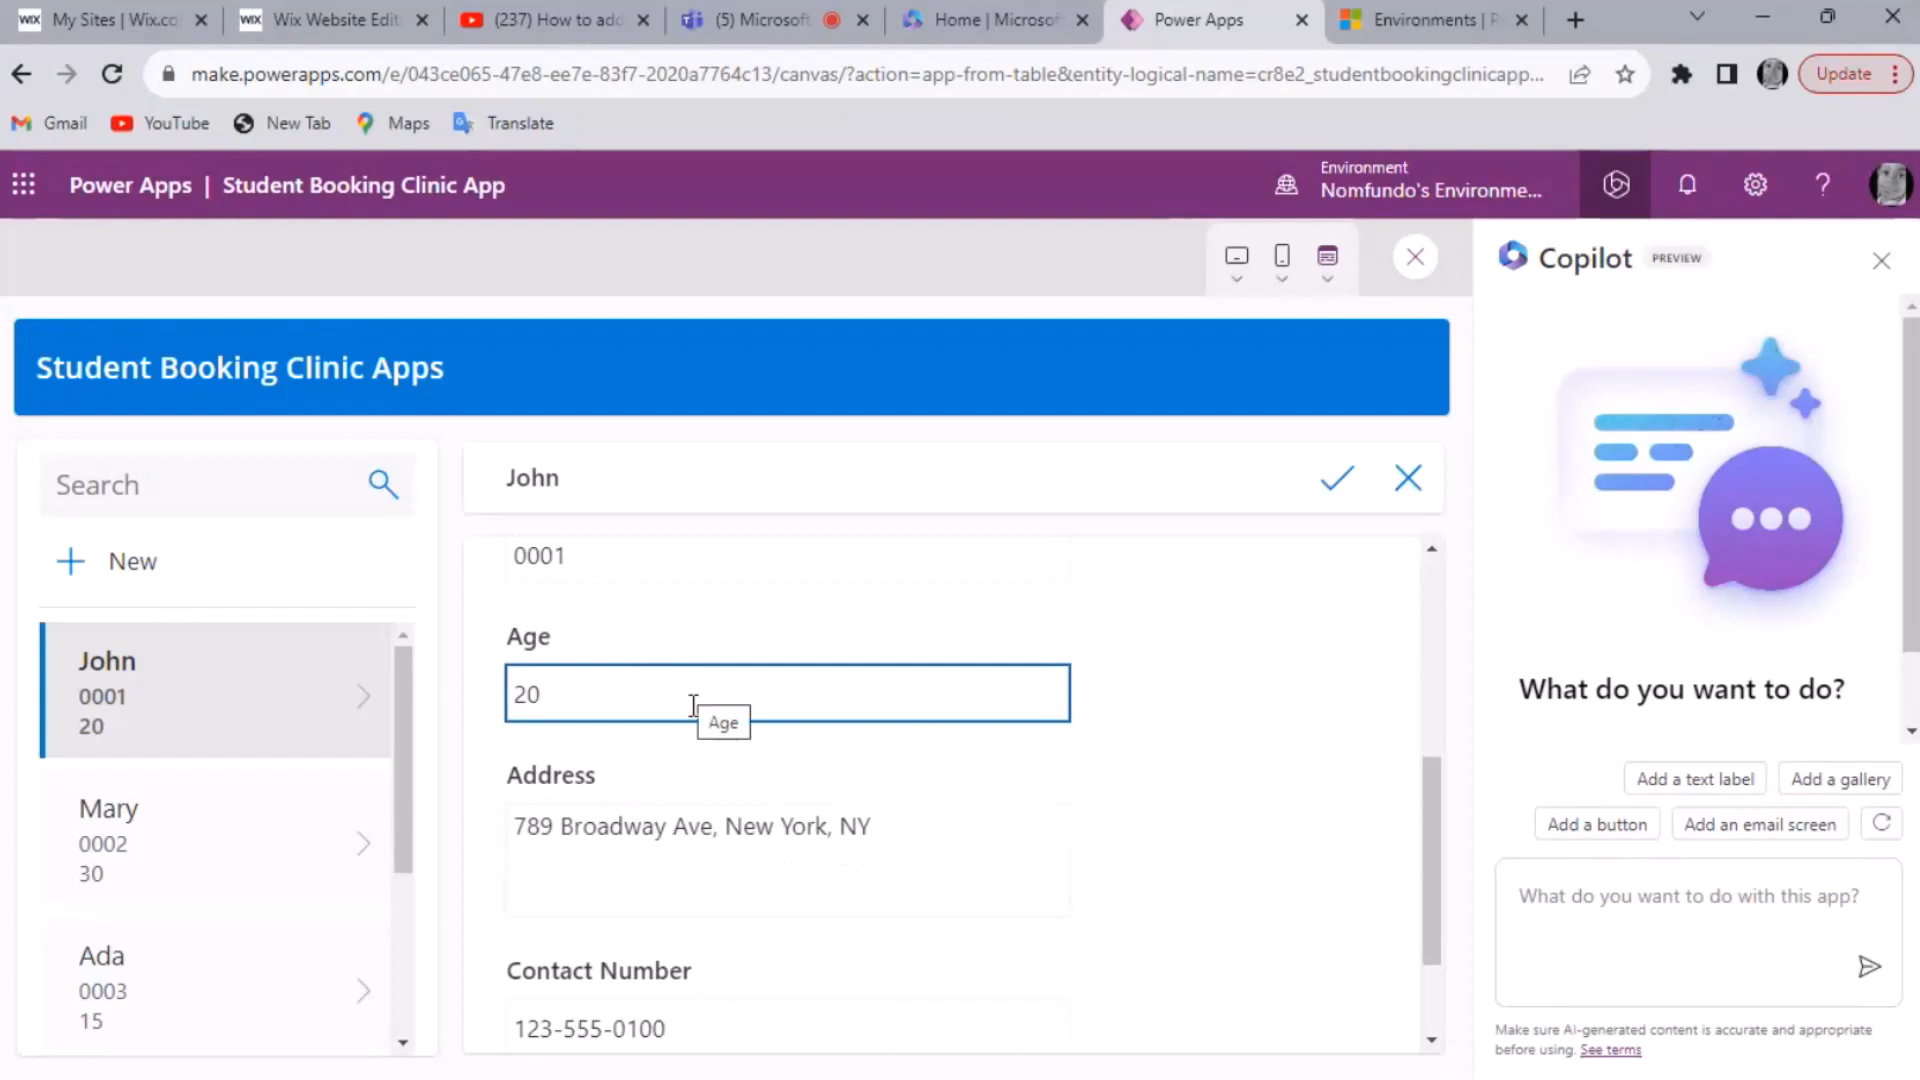 WIX My Sites | Wix.co
WIX Wix Website Edit
(237) How to add
(5) Microsoft
Home | Microsof
Power Apps
Environments | P
make.powerapps.com/e/043ce065-47e8-ee7e-83f7-2020a7764c13/canvas/?action=app-from-table&entity-logical-name=cr8e2_studentbookingclinicapp...
Update
Gmail
YouTube
New Tab
Maps
Translate
Power Apps | Student Booking Clinic App
Environment
Nomfundo's Environme...
Student Booking Clinic Apps
Search
New
John
0001
20
Mary
0002
30
Ada
0003
15
John
0001
Age
20
Age
Address
789 Broadway Ave, New York, NY
Contact Number
123-555-0100
Copilot PREVIEW
What do you want to do?
Add a text label
Add a gallery
Add a button
Add an email screen
What do you want to do with this app?
Make sure AI-generated content is accurate and appropriate
before using. See terms